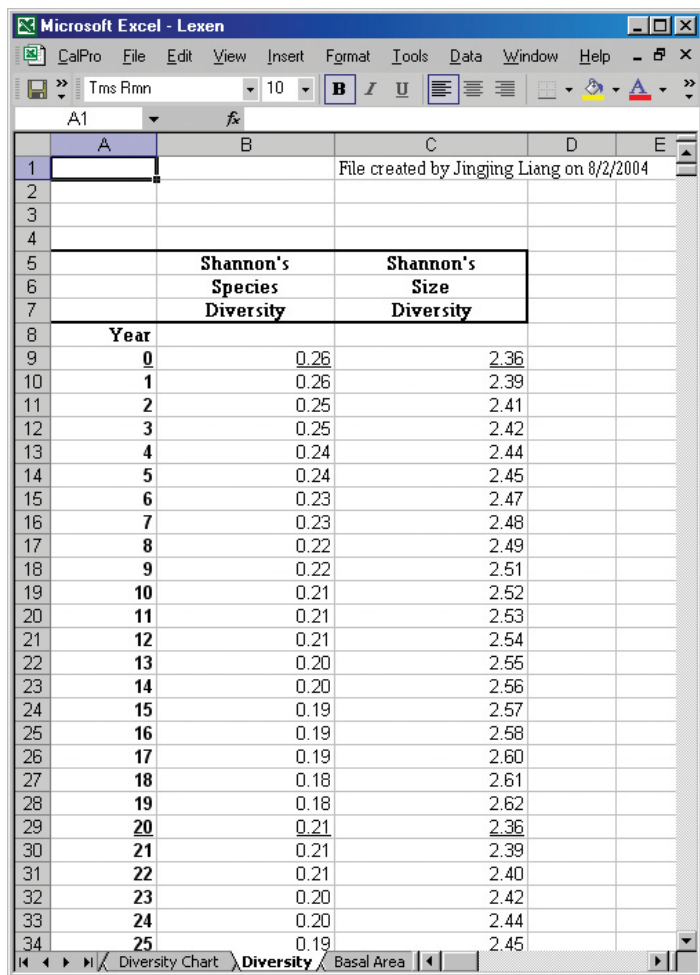 Microsoft Excel - Lexen
CalPro File Edit View Insert Format Tools Data Window Help
Tms Rmn 10 B I U A
A1 fx
A B C D E
1 File created by Jingjing Liang on 8/2/2004
2
3
4
5 Shannon's Shannon's
6 Species Size
7 Diversity Diversity
8 Year
9 0 0.26 2.36
10 1 0.26 2.39
11 2 0.25 2.41
12 3 0.25 2.42
13 4 0.24 2.44
14 5 0.24 2.45
15 6 0.23 2.47
16 7 0.23 2.48
17 8 0.22 2.49
18 9 0.22 2.51
19 10 0.21 2.52
20 11 0.21 2.53
21 12 0.21 2.54
22 13 0.20 2.55
23 14 0.20 2.56
24 15 0.19 2.57
25 16 0.19 2.58
26 17 0.19 2.60
27 18 0.18 2.61
28 19 0.18 2.62
29 20 0.21 2.36
30 21 0.21 2.39
31 22 0.21 2.40
32 23 0.20 2.42
33 24 0.20 2.44
34 25 0.19 2.45
Diversity Chart Diversity Basal Area